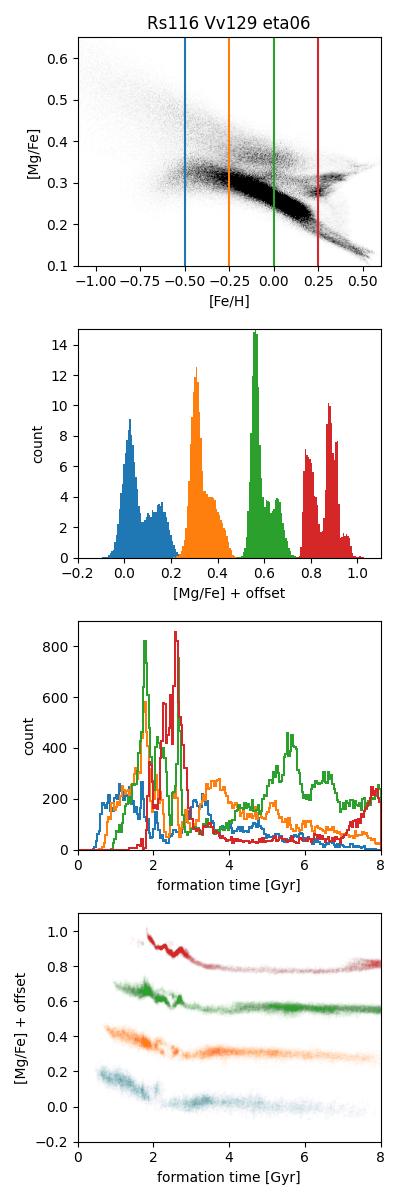 Rs116 Vv129 eta06
0.6
0.5
0.4
0.3
0.2
0.1
[Mg/Fe]
−1.00 −0.75 −0.50 −0.25 0.00 0.25 0.50
[Fe/H]
14
12
10
8
6
4
2
0
count
−0.2 0.0 0.2 0.4 0.6 0.8 1.0
[Mg/Fe] + offset
800
600
400
200
0
count
0 2 4 6 8
formation time [Gyr]
1.0
0.8
0.6
0.4
0.2
0.0
−0.2
[Mg/Fe] + offset
0 2 4 6 8
formation time [Gyr]